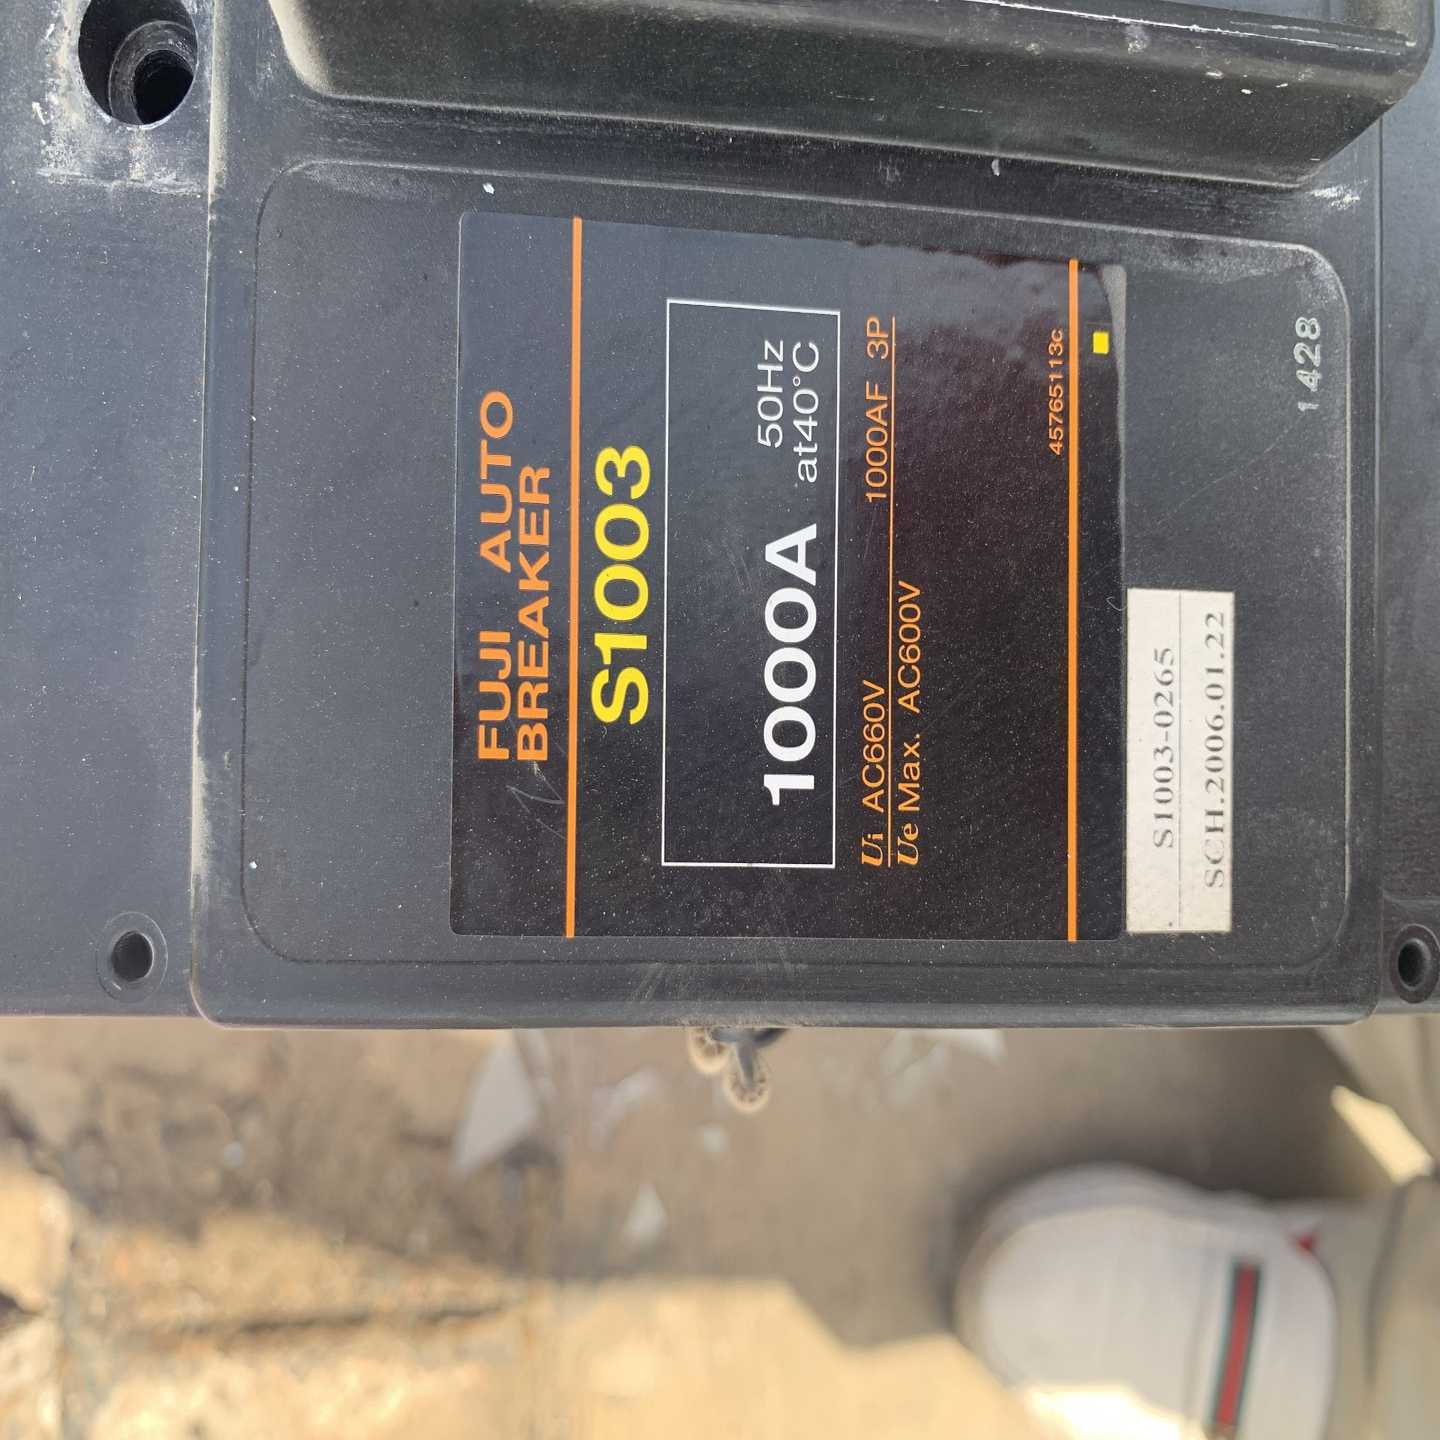 FUJI AUTO
BREAKER
S1003
1000A 50Hz
at40°C
Ui AC660V 1000AF 3P
Ue Max. AC600V
45765113c
S1003-0265
SCH.2006.01.22
1428